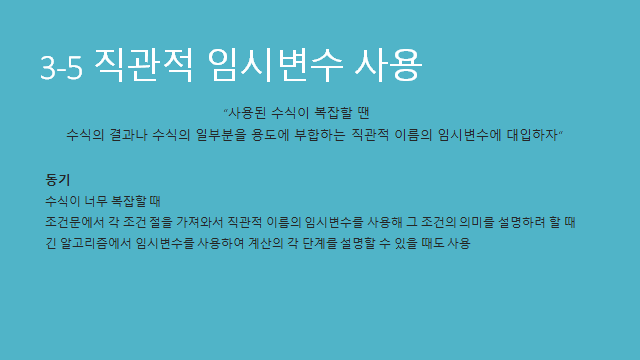 3-5 직관적 임시변수 사용
“사용된 수식이 복잡할 땐
수식의 결과나 수식의 일부분을 용도에 부합하는 직관적 이름의 임시변수에 대입하자”
동기
수식이 너무 복잡할 때
조건문에서 각 조건 절을 가져와서 직관적 이름의 임시변수를 사용해 그 조건의 의미를 설명하려 할 때
긴 알고리즘에서 임시변수를 사용하여 계산의 각 단계를 설명할 수 있을 때도 사용